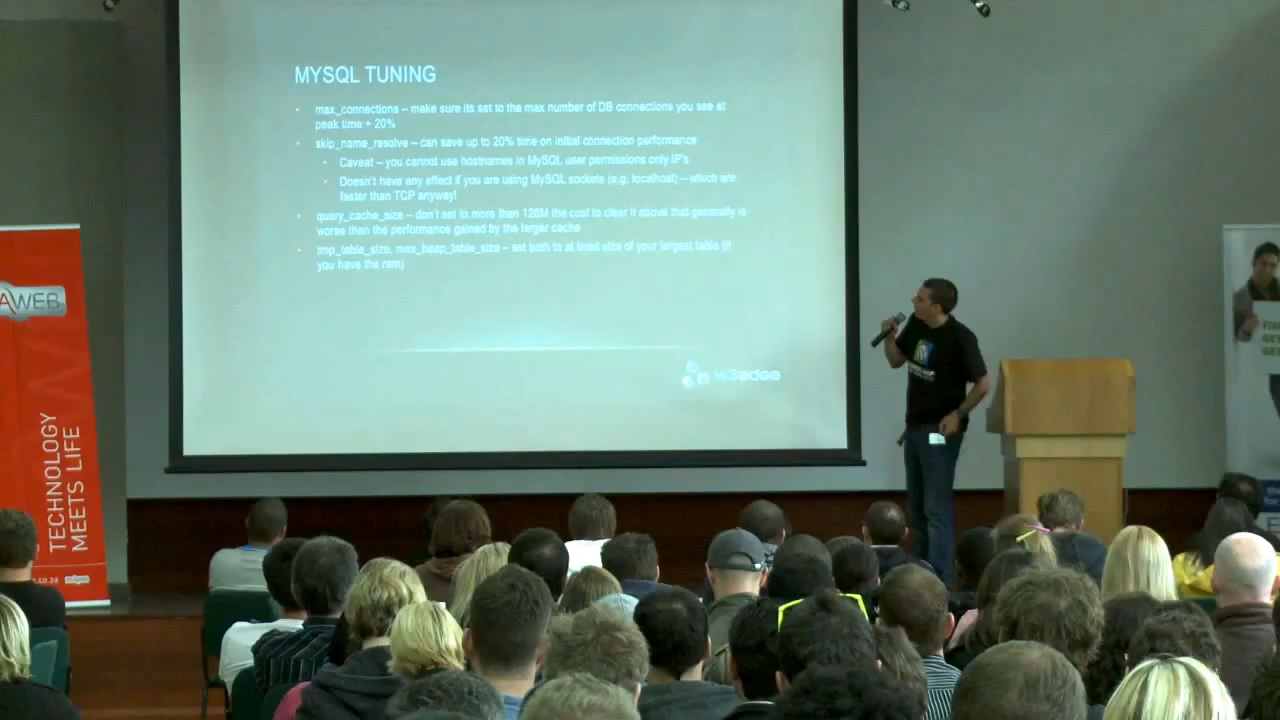 MYSQL TUNING
max_connections – make sure its set to the max number of DB connections you see at
peak time + 20%
skip_name_resolve – can save up to 20% time on initial connection performance
Caveat – you cannot use hostnames in MySQL user permissions only IP's
Doesn't have any effect if you are using MySQL sockets (e.g. localhost) – which are
faster than TCP anyway!
query_cache_size – don't set to more than 128M the cost to clear it above that generally is
worse than the performance gained by the larger cache
tmp_table_size, max_heap_table_size – set both to at least size of your largest table (if
you have the ram)
w3edge
AWEB
TECHNOLOGY
MEETS LIFE